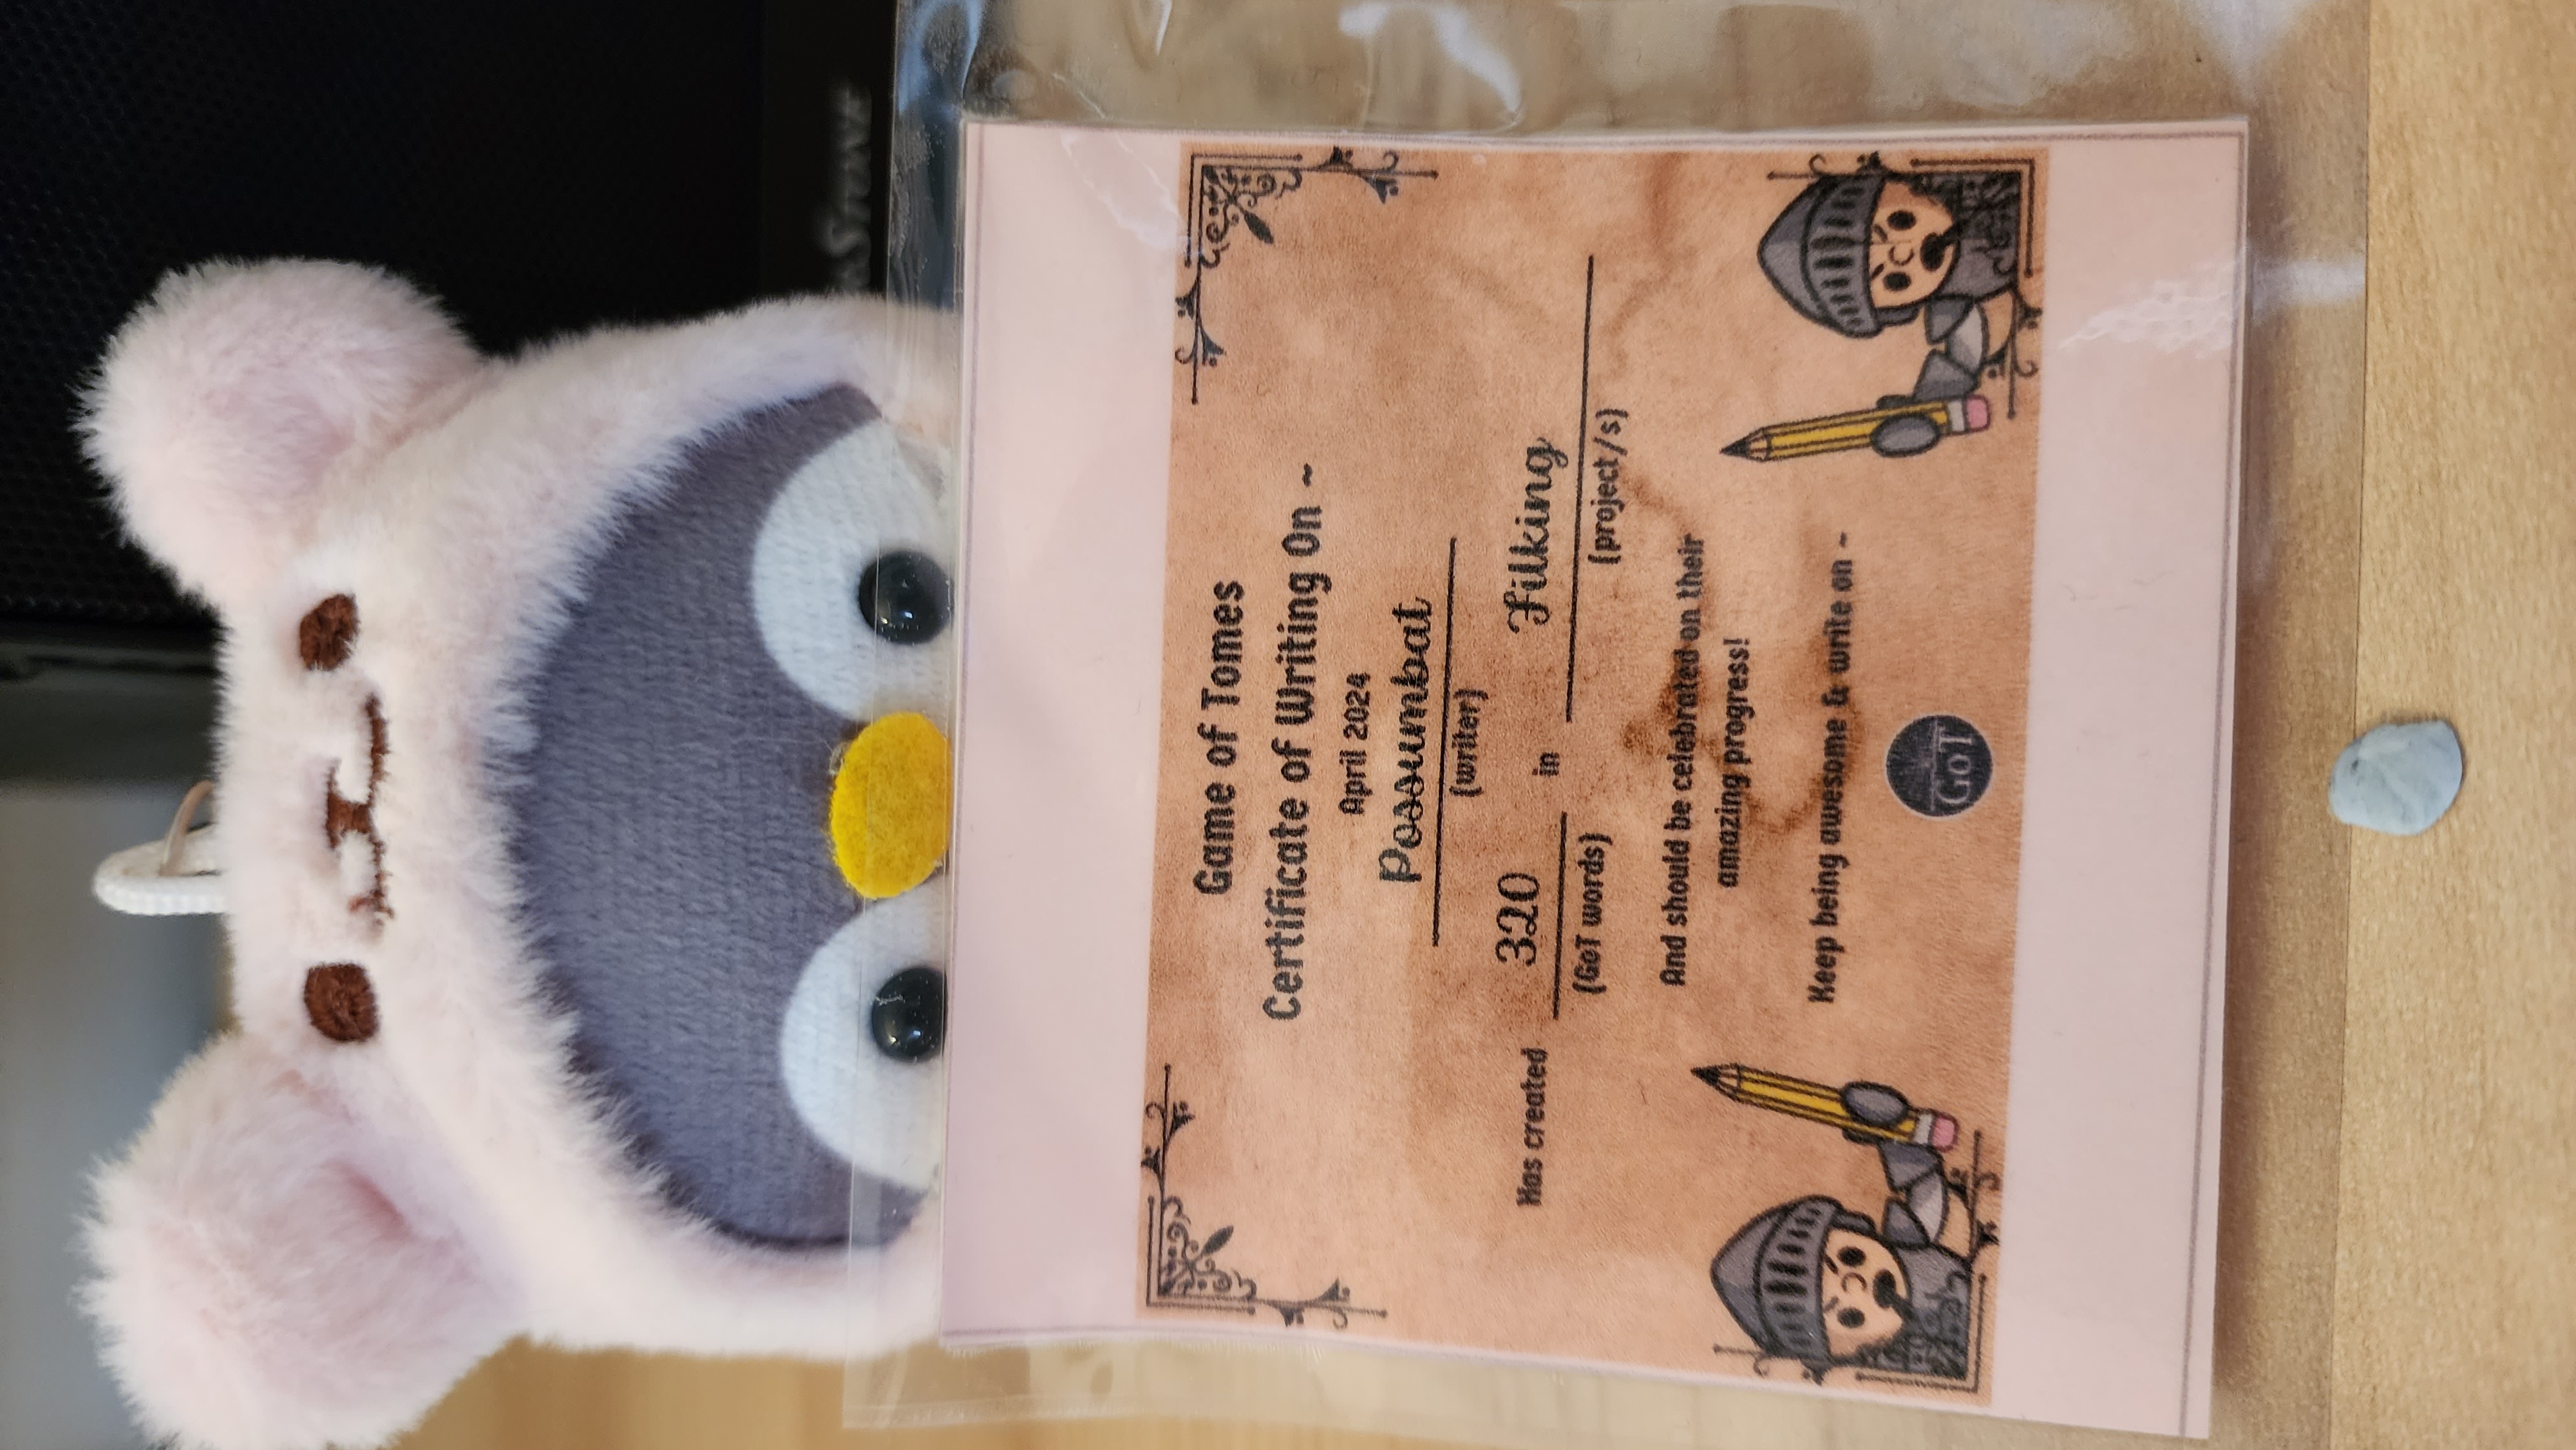 Game of Tomes
Certificate of Writing On ~
April 2024
Possumbat
(writer)
Has created 320 in Filking
(GoT words) (project/s)
And should be celebrated on their
amazing progress!
Keep being awesome & write on ~
GoT